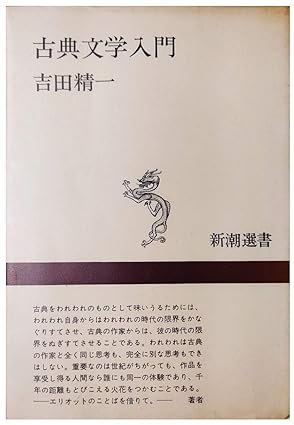 古典文学入門
吉田精一
新潮選書
古典をわれわれのものとして味いうるためには、
われわれ自身からはわれわれの時代の限界をかな
ぐりすてさせ、古典の作家からは、彼の時代の限
界をぬぎすてさせることである。われわれは古典
の作家と全く同じ思考も、完全に別な思考もでき
はしない。重要なのは世紀がちがっても、作品を
享受し得る人間なら誰にも同一の体験であり、千
年の距離もとびこえる火花をつかむことである。
──エリオットのことばを借りて。── 著者